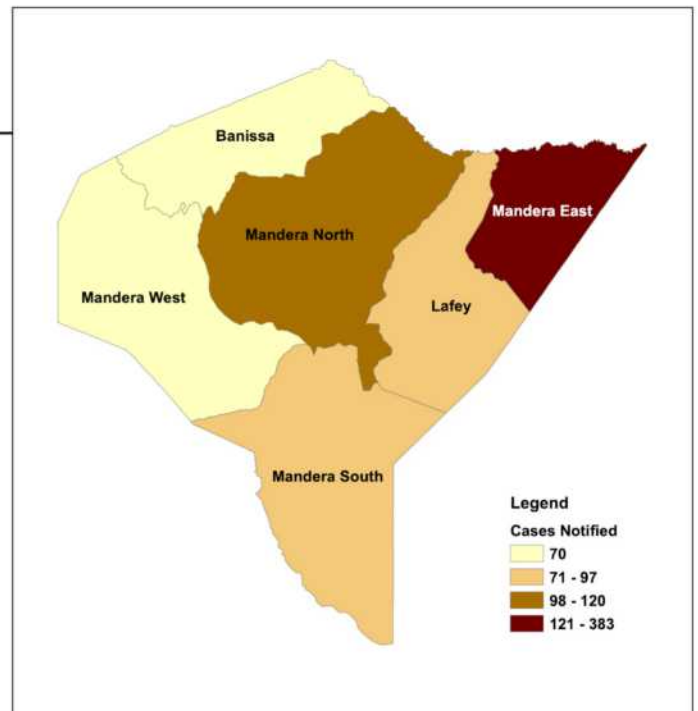 Banissa
Mandera East
Mandera North
Mandera West
Lafey
Mandera South
Legend
Cases Notified
70
71 - 97
98 - 120
121 - 383